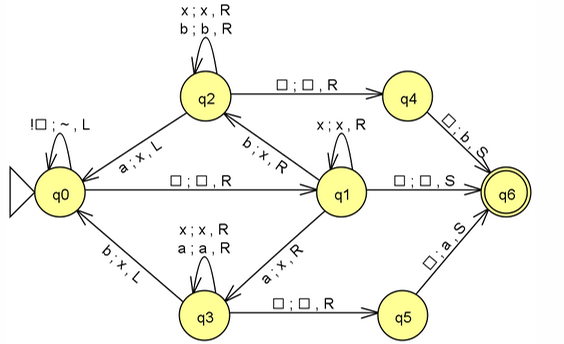 x ; x , R
b ; b , R
q2
□ ; □ , R
q4
!□ ; ~ , L
x ; x , R
a ; x , L
b ; x , R
□ ; b , S
q0
□ ; □ , R
q1
□ ; □ , S
q6
x ; x , R
a ; a , R
b ; x , L
a ; x , R
□ ; a , S
q3
□ ; □ , R
q5